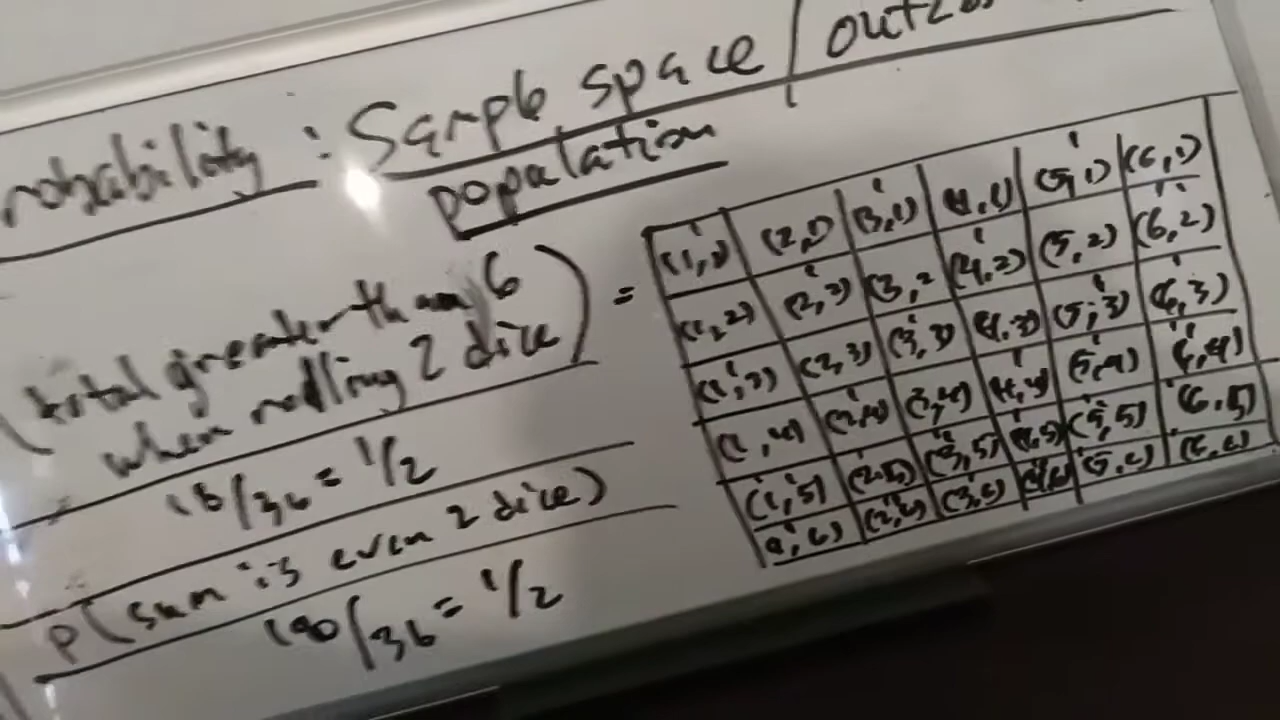 robability : Sample space / outco
population
(total greater than 6
when rolling 2 dice) =
18/36 = 1/2
P(sum is even 2 dice)
18/36 = 1/2
(1,1) (2,1) (3,1) (4,1) (5,1) (6,1)
(1,2) (2,2) (3,2 (4,2) (5,2) (6,2)
(1,3) (2,3) (3,3) (4,3) (5,3) (6,3)
(1,4) (2,4) (3,4) (4,4) (5,4) (6,4)
(1,5) (2,5) (3,5) (4,5) (5,5) (6,5)
(1,6) (2,6) (3,6) (4,6) (5,6) (6,6)